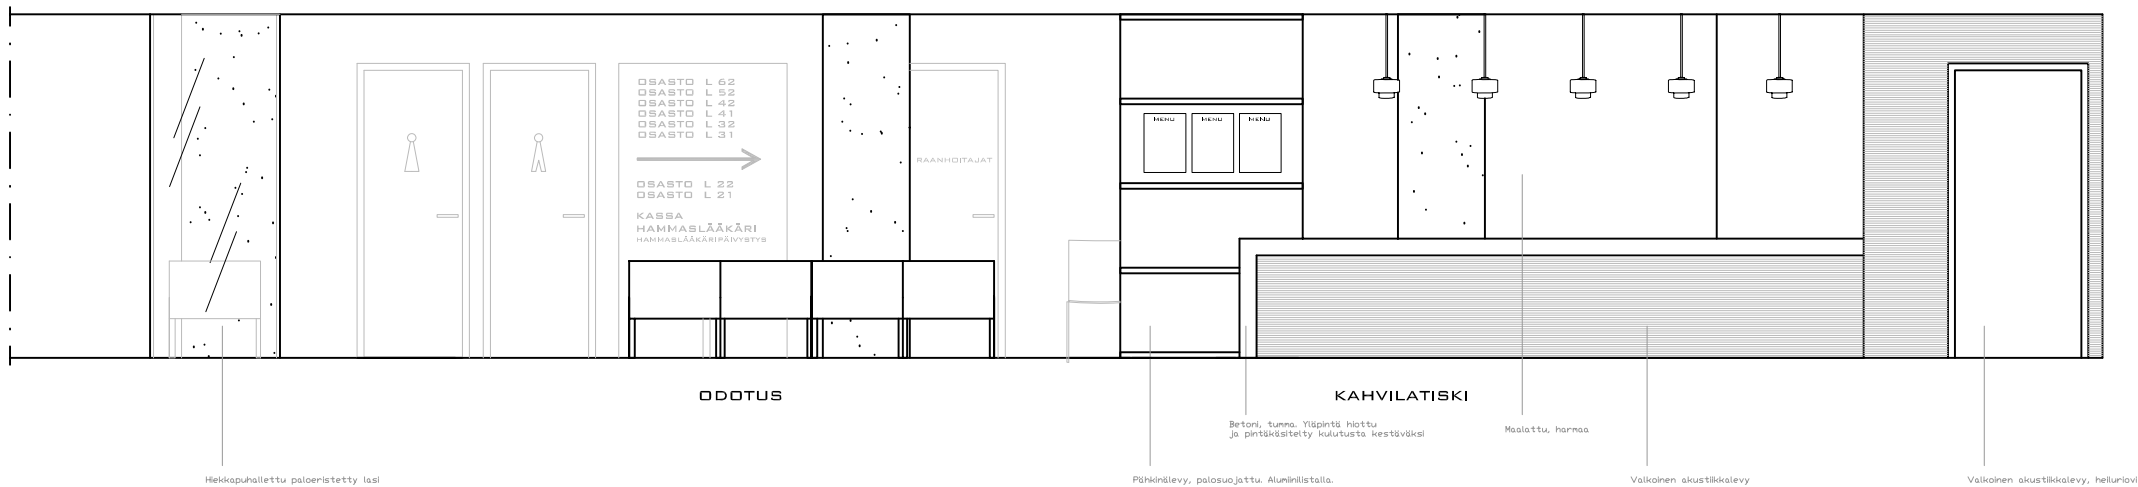 OSASTO L 62
OSASTO L 52
OSASTO L 42
OSASTO L 41
OSASTO L 32
OSASTO L 31
OSASTO L 22
OSASTO L 21
KASSA
HAMMASLÄÄKÄRI
HAMMASLÄÄKÄRIPÄIVYSTYS
RAANHOITAJAT
MENU
MENU
MENU
ODOTUS
KAHVILATISKI
Betoni, tumma. Yläpintä hiottu
ja pintäkäsitelty kulutusta kestäväksi
Maalattu, harmaa
Hiekkapuhallettu paloeristetty lasi
Pähkinälevy, palosuojattu. Alumiinilistalla.
Valkoinen akustiikkalevy
Valkoinen akustiikkalevy, heiluriovi